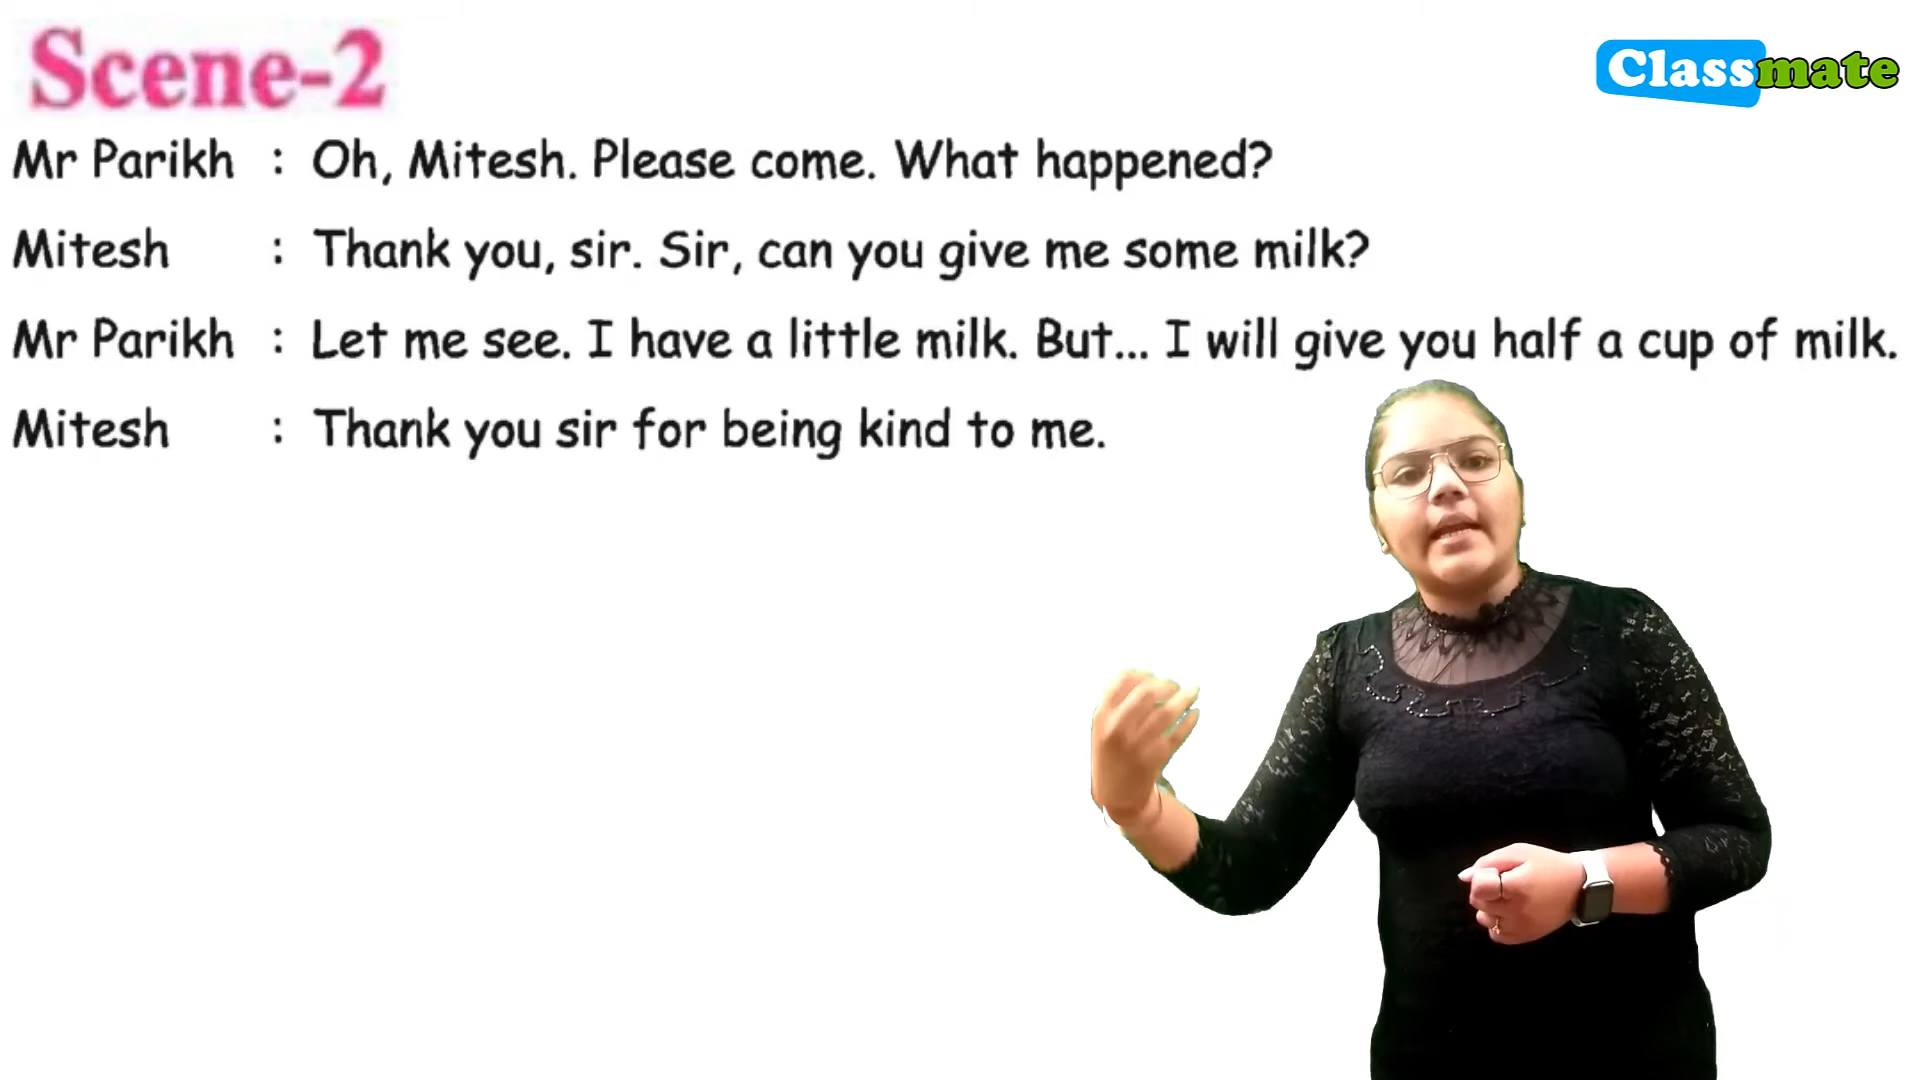 Scene-2
Classmate
Mr Parikh : Oh, Mitesh. Please come. What happened?
Mitesh : Thank you, sir. Sir, can you give me some milk?
Mr Parikh : Let me see. I have a little milk. But... I will give you half a cup of milk.
Mitesh : Thank you sir for being kind to me.